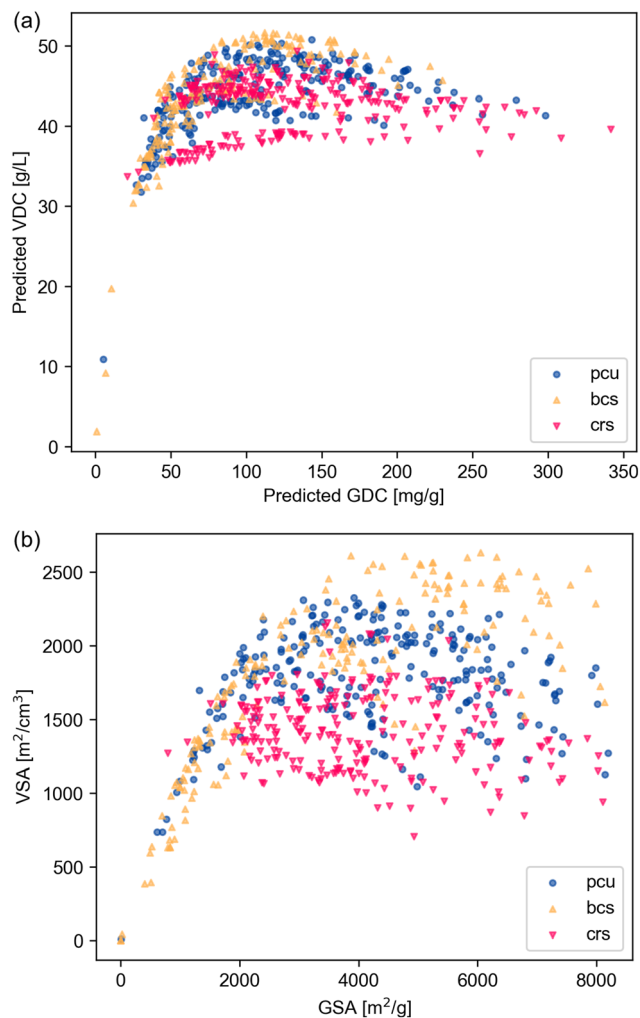 (a)
50
40
30
20
10
0
Predicted VDC [g/L]
pcu
bcs
crs
0 50 100 150 200 250 300 350
Predicted GDC [mg/g]
(b)
2500
2000
1500
1000
500
0
VSA [m²/cm³]
pcu
bcs
crs
0 2000 4000 6000 8000
GSA [m²/g]